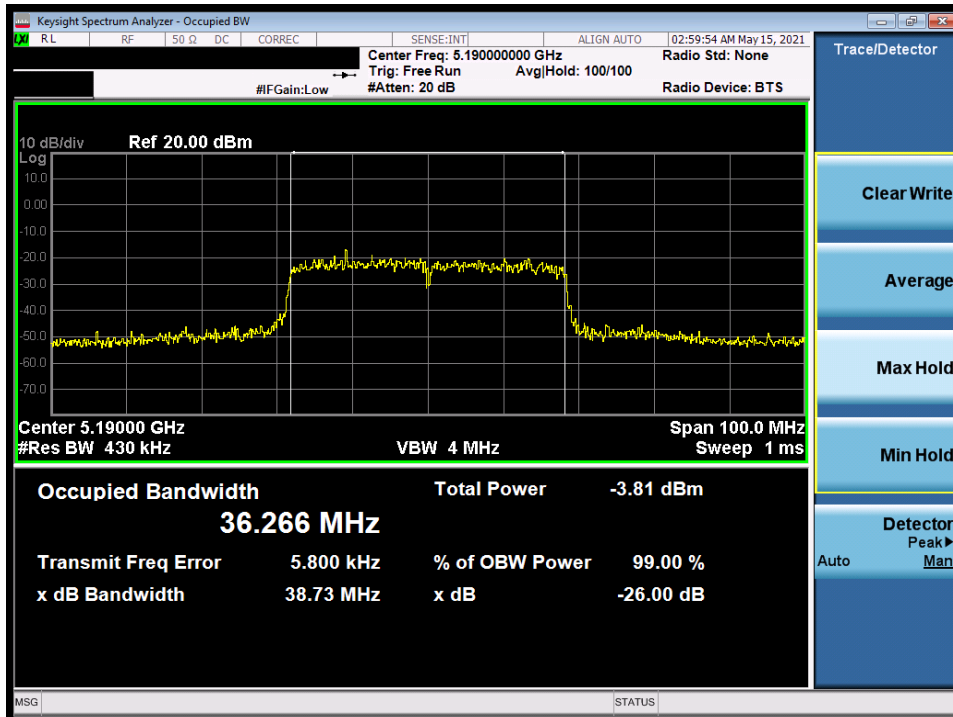 Keysight Spectrum Analyzer - Occupied BW
LXI RL RF 50 Ω DC CORREC SENSE:INT ALIGN AUTO 02:59:54 AM May 15, 2021
Center Freq: 5.190000000 GHz Radio Std: None
Trig: Free Run Avg|Hold: 100/100
#IFGain:Low #Atten: 20 dB Radio Device: BTS
Trace/Detector
10 dB/div Ref 20.00 dBm
Log
10.0
0.00
-10.0
-20.0
-30.0
-40.0
-50.0
-60.0
-70.0
Center 5.19000 GHz Span 100.0 MHz
#Res BW 430 kHz VBW 4 MHz Sweep 1 ms
Occupied Bandwidth Total Power -3.81 dBm
36.266 MHz
Transmit Freq Error 5.800 kHz % of OBW Power 99.00 %
x dB Bandwidth 38.73 MHz x dB -26.00 dB
Clear Write
Average
Max Hold
Min Hold
Detector
Peak▶
Auto Man
MSG STATUS